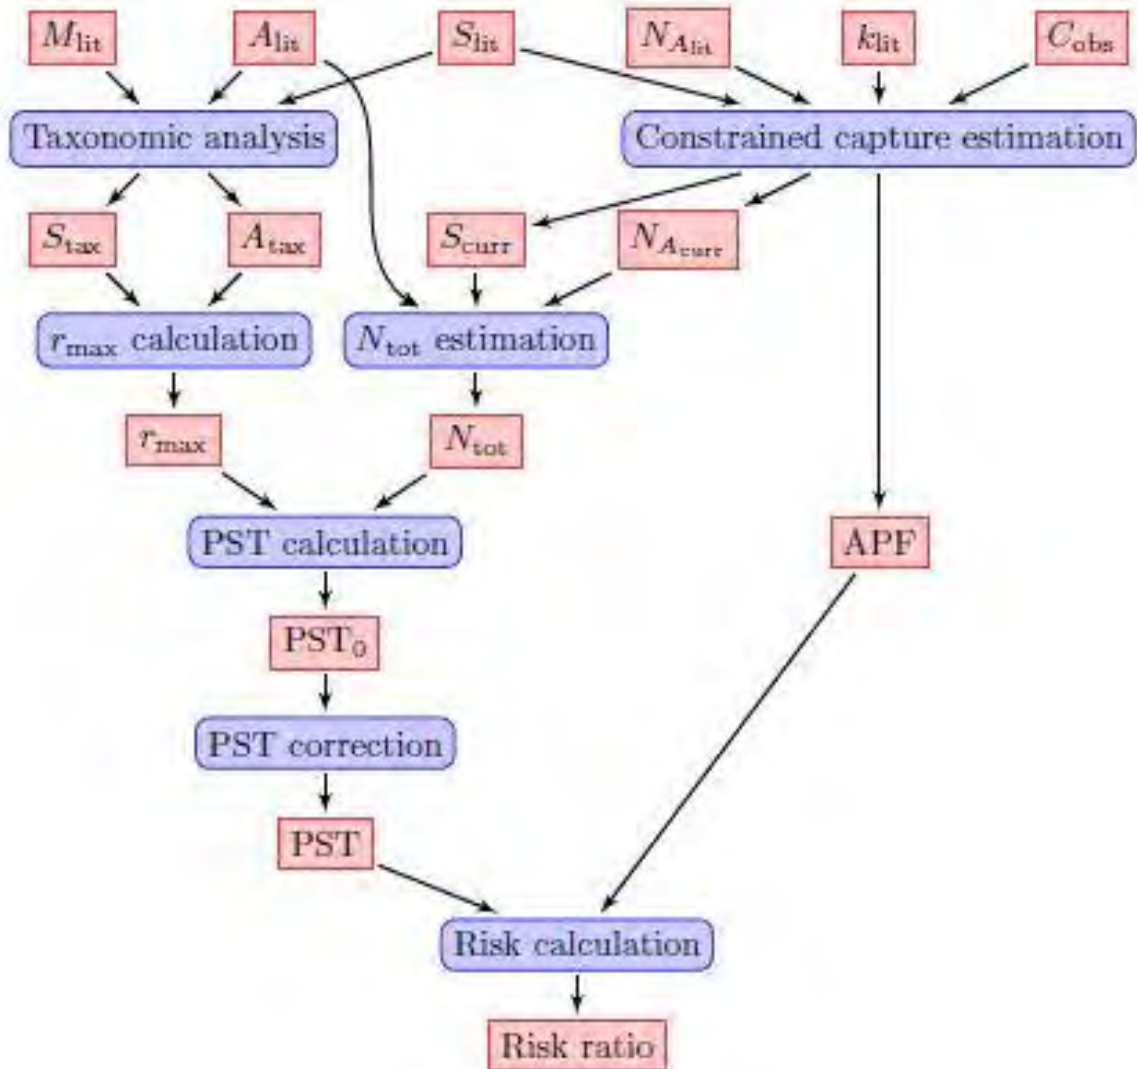 M_lit A_lit S_lit N_A_lit k_lit C_obs
Taxonomic analysis Constrained capture estimation
S_tax A_tax S_curr N_A_curr
r_max calculation N_tot estimation
r_max N_tot
PST calculation APF
PST_0
PST correction
PST
Risk calculation
Risk ratio